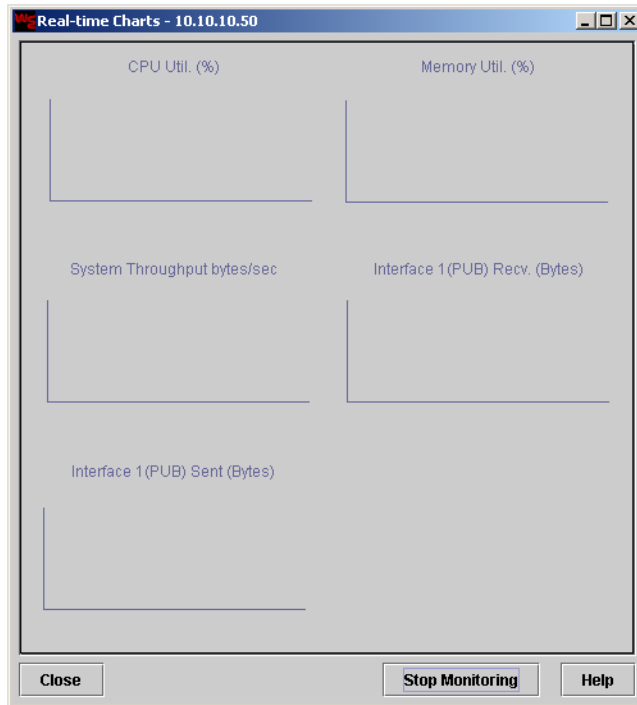 Real-time Charts - 10.10.10.50
CPU Util. (%)
Memory Util. (%)
System Throughput bytes/sec
Interface 1(PUB) Recv. (Bytes)
Interface 1(PUB) Sent (Bytes)
Close
Stop Monitoring
Help